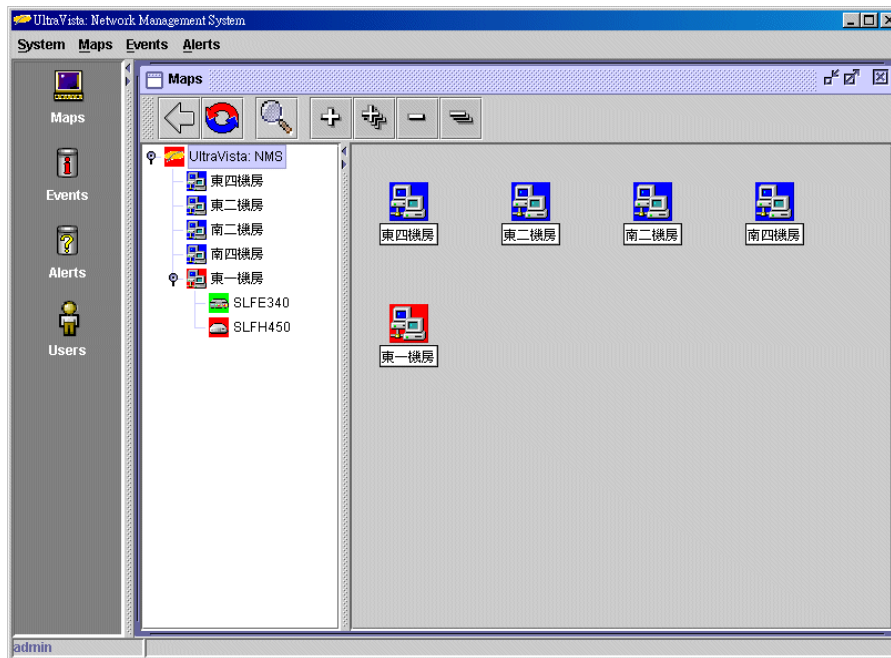 UltraVista: Network Management System
System Maps Events Alerts
Maps
Events
Alerts
Users
Maps
UltraVista: NMS
東四機房
東二機房
南二機房
南四機房
東一機房
SLFE340
SLFH450
東四機房
東二機房
南二機房
南四機房
東一機房
admin